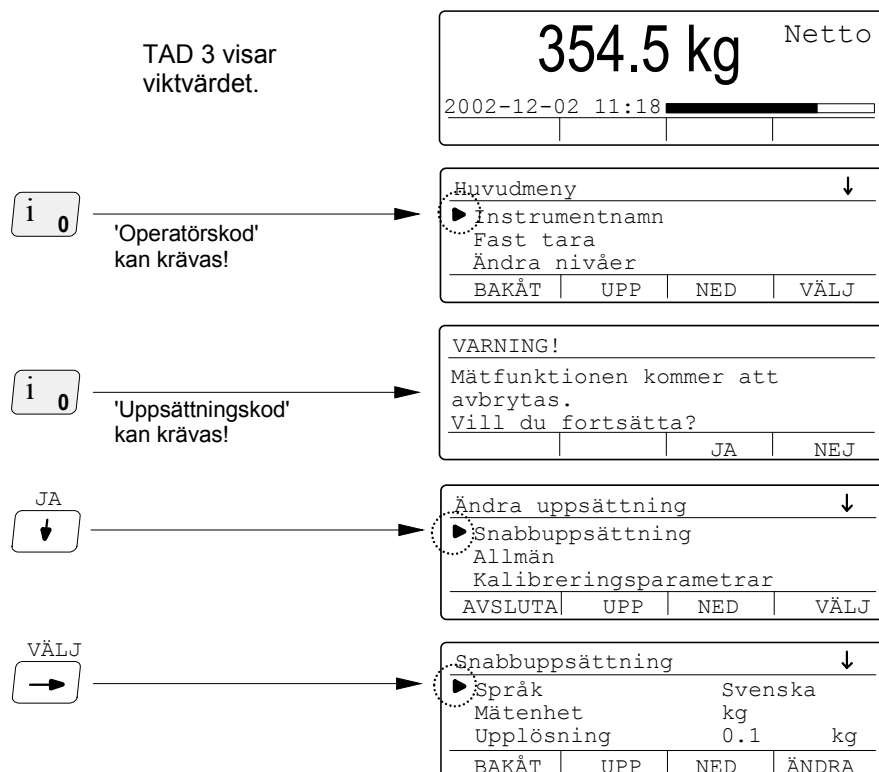 TAD 3 visar
viktvärdet.
354.5 kg Netto
2002-12-02 11:18
i 0
'Operatörskod'
kan krävas!
Huvudmeny ↓
Instrumentnamn
Fast tara
Ändra nivåer
BAKÅT UPP NED VÄLJ
i 0
'Uppsättningskod'
kan krävas!
VARNING!
Mätfunktionen kommer att
avbrytas.
Vill du fortsätta?
JA NEJ
JA
Ändra uppsättning ↓
Snabbuppsättning
Allmän
Kalibreringsparametrar
AVSLUTA UPP NED VÄLJ
VÄLJ
Snabbuppsättning ↓
Språk Svenska
Mätenhet kg
Upplösning 0.1 kg
BAKÅT UPP NED ÄNDRA